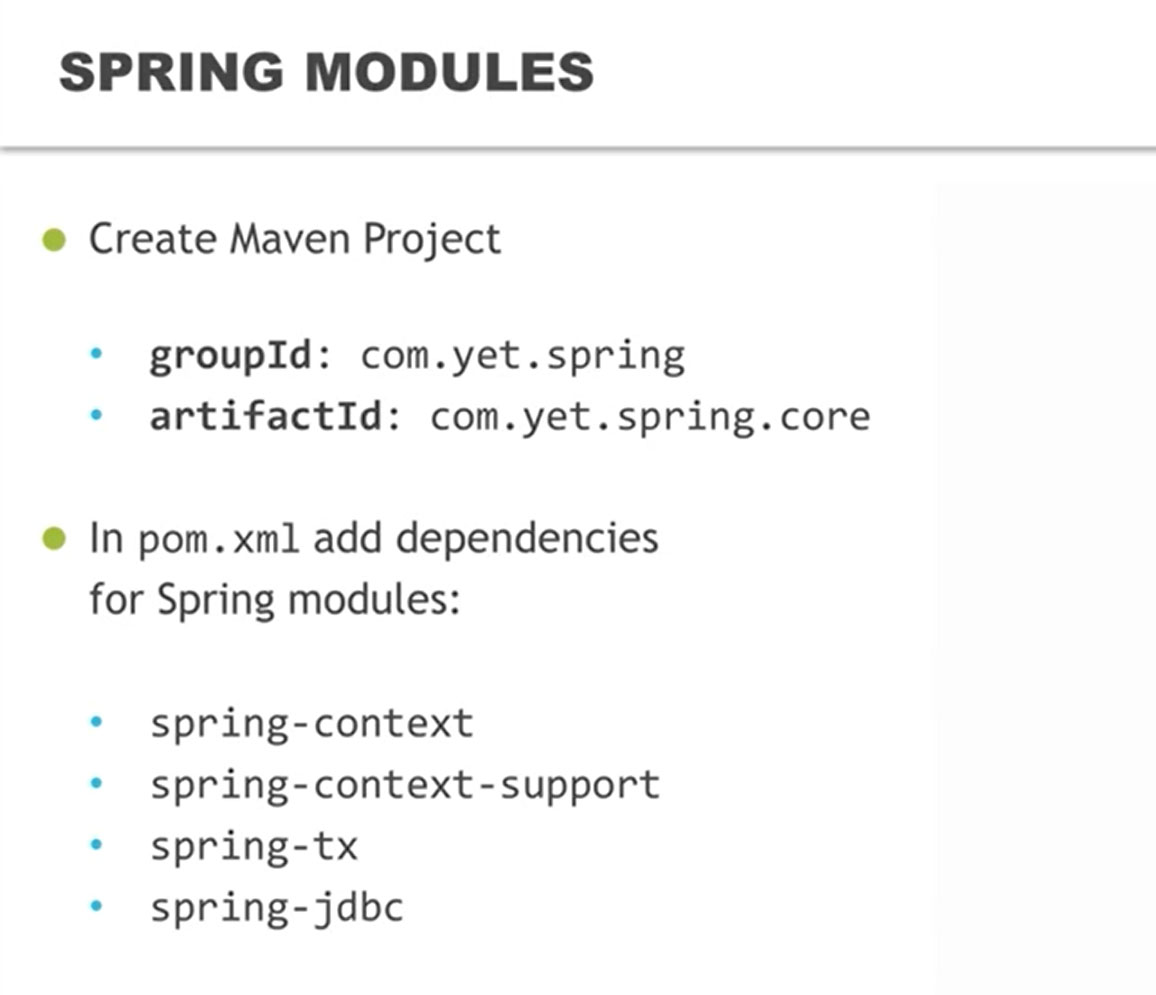 SPRING MODULES
Create Maven Project
groupId: com.yet.spring
artifactId: com.yet.spring.core
In pom.xml add dependencies
for Spring modules:
spring-context
spring-context-support
spring-tx
spring-jdbc